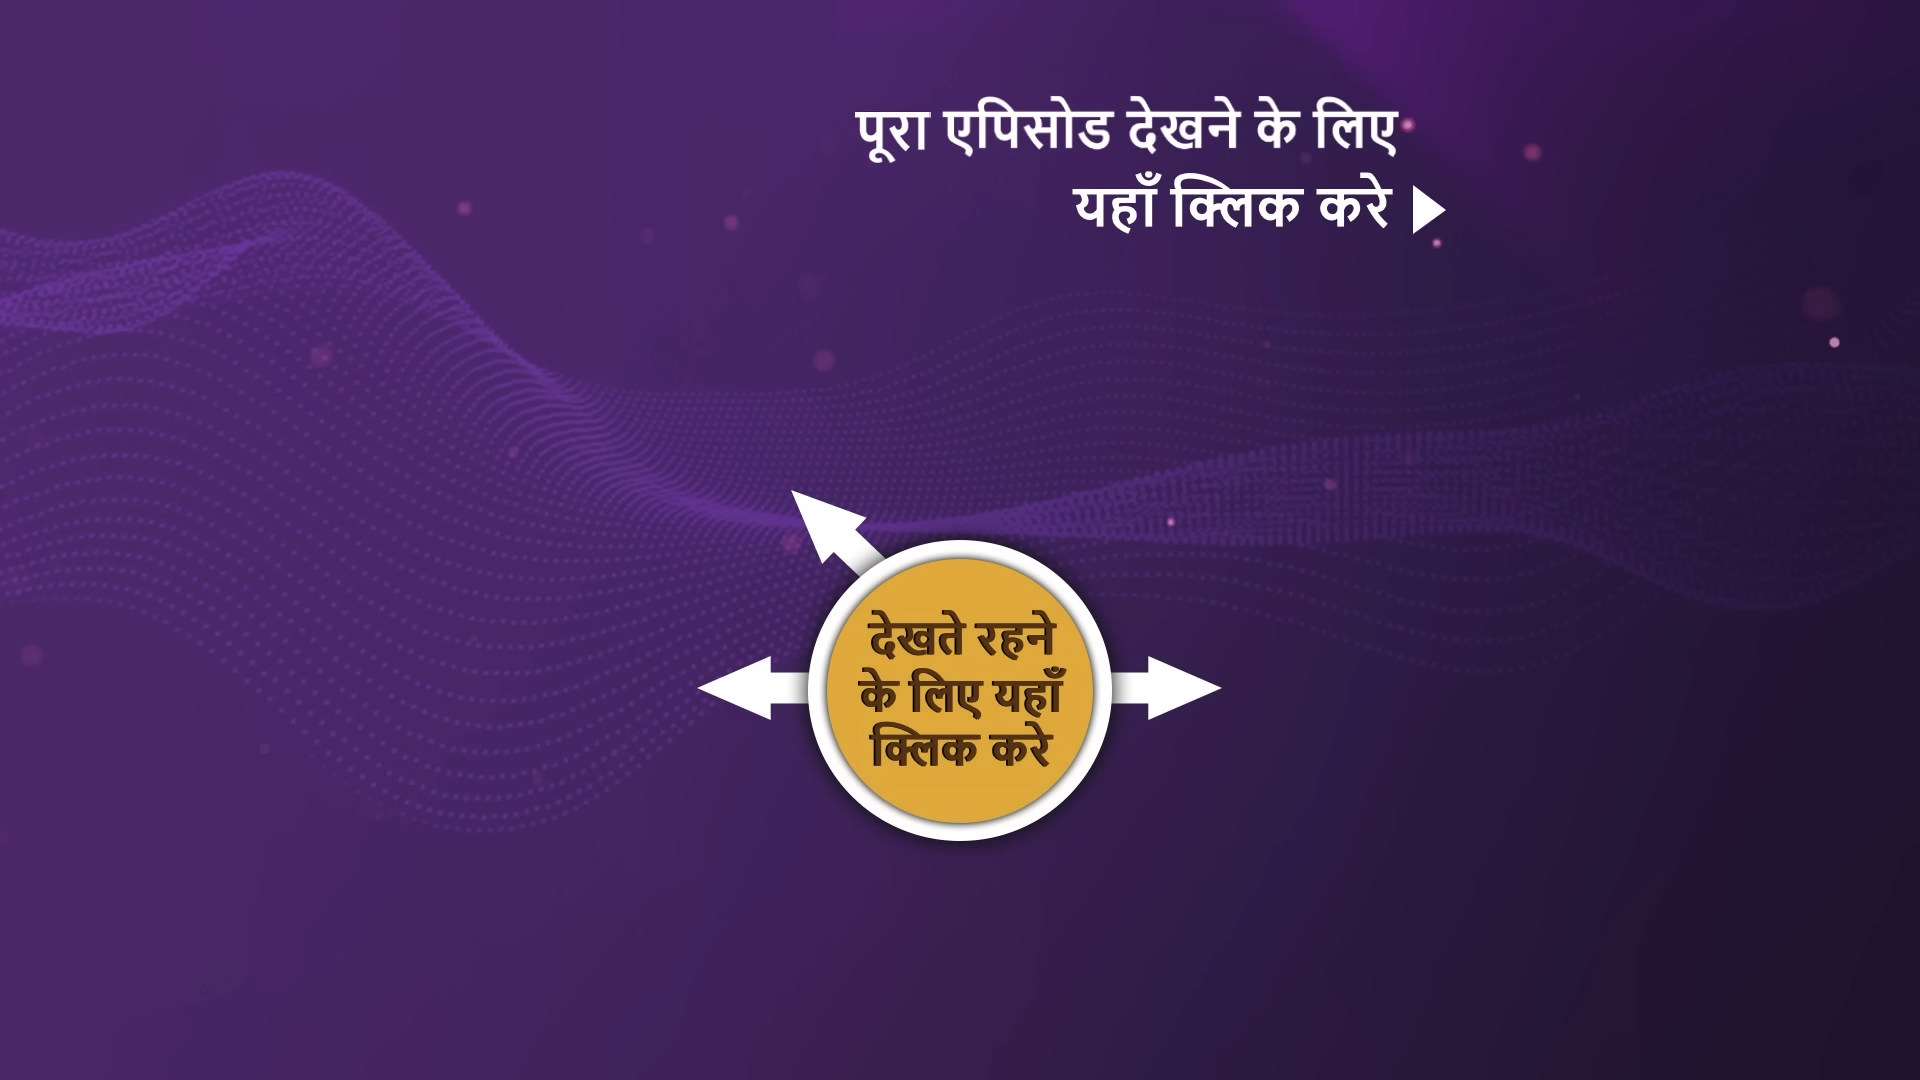 पूरा एपिसोड देखने के लिए
यहाँ क्लिक करे
देखते रहने
के लिए यहाँ
क्लिक करे